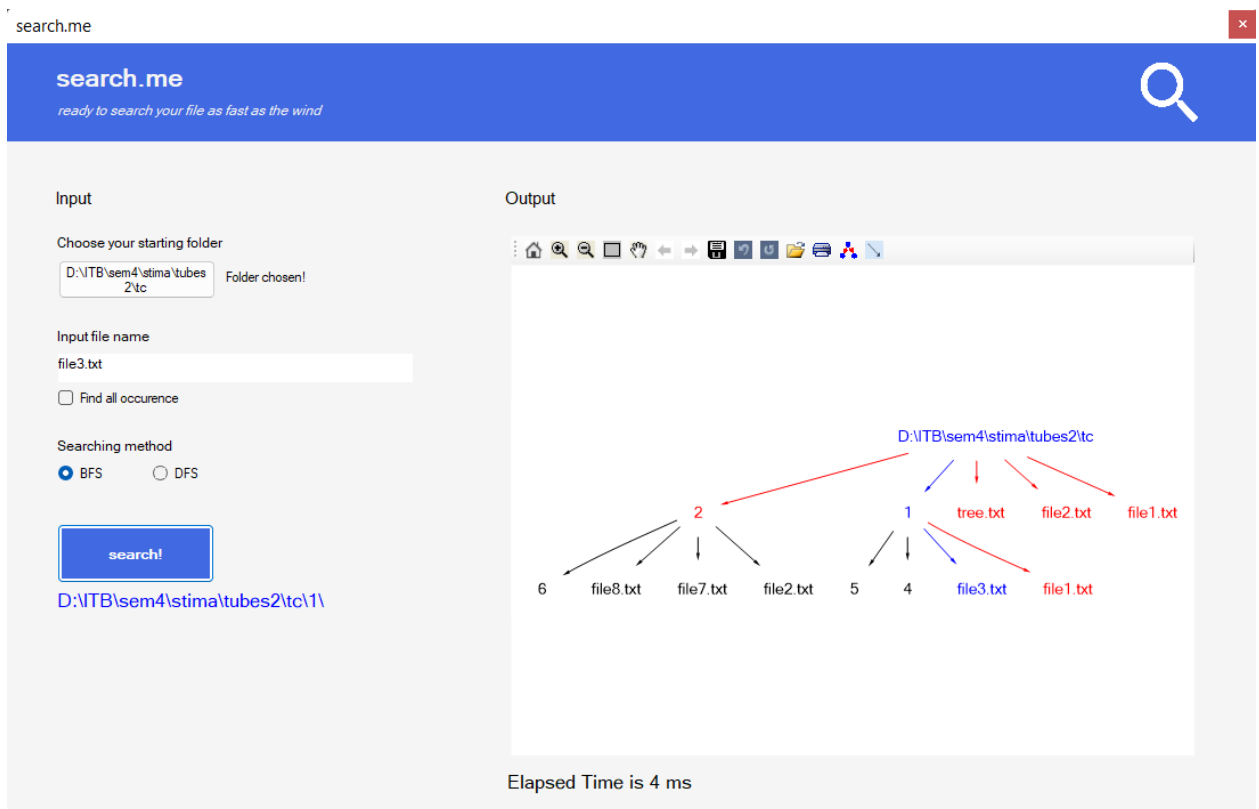 search.me
search.me
ready to search your file as fast as the wind
Input
Choose your starting folder
D:\ITB\sem4\stima\tubes
2\tc
Folder chosen!
Input file name
file3.txt
Find all occurence
Searching method
BFS DFS
search!
D:\ITB\sem4\stima\tubes2\tc\1\
Output
D:\ITB\sem4\stima\tubes2\tc
2 1 tree.txt file2.txt file1.txt
6 file8.txt file7.txt file2.txt 5 4 file3.txt file1.txt
Elapsed Time is 4 ms